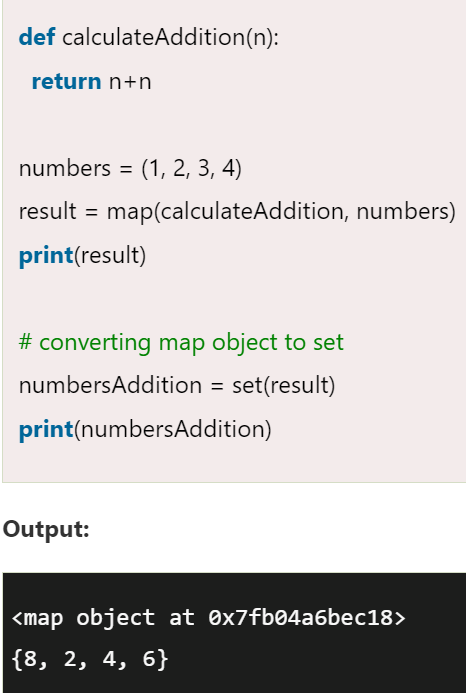 def calculateAddition(n):
return n+n
numbers = (1, 2, 3, 4)
result = map(calculateAddition, numbers)
print(result)
# converting map object to set
numbersAddition = set(result)
print(numbersAddition)
Output:
<map object at 0x7fb04a6bec18>
{8, 2, 4, 6}